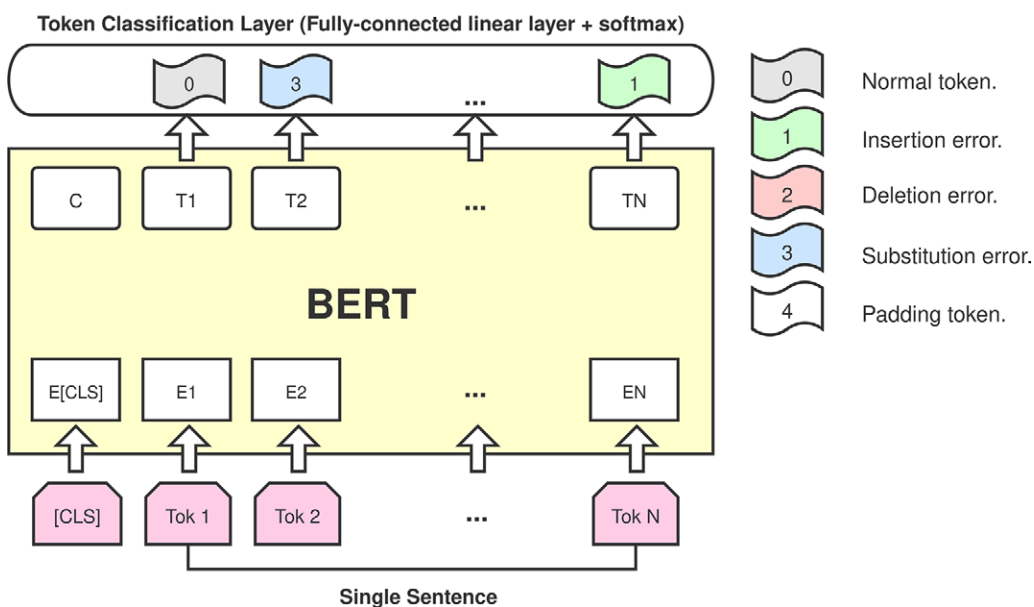 Token Classification Layer (Fully-connected linear layer + softmax)
0 3 ... 1
C T1 T2 ... TN
BERT
E[CLS] E1 E2 ... EN
[CLS] Tok 1 Tok 2 ... Tok N
Single Sentence
0 Normal token.
1 Insertion error.
2 Deletion error.
3 Substitution error.
4 Padding token.